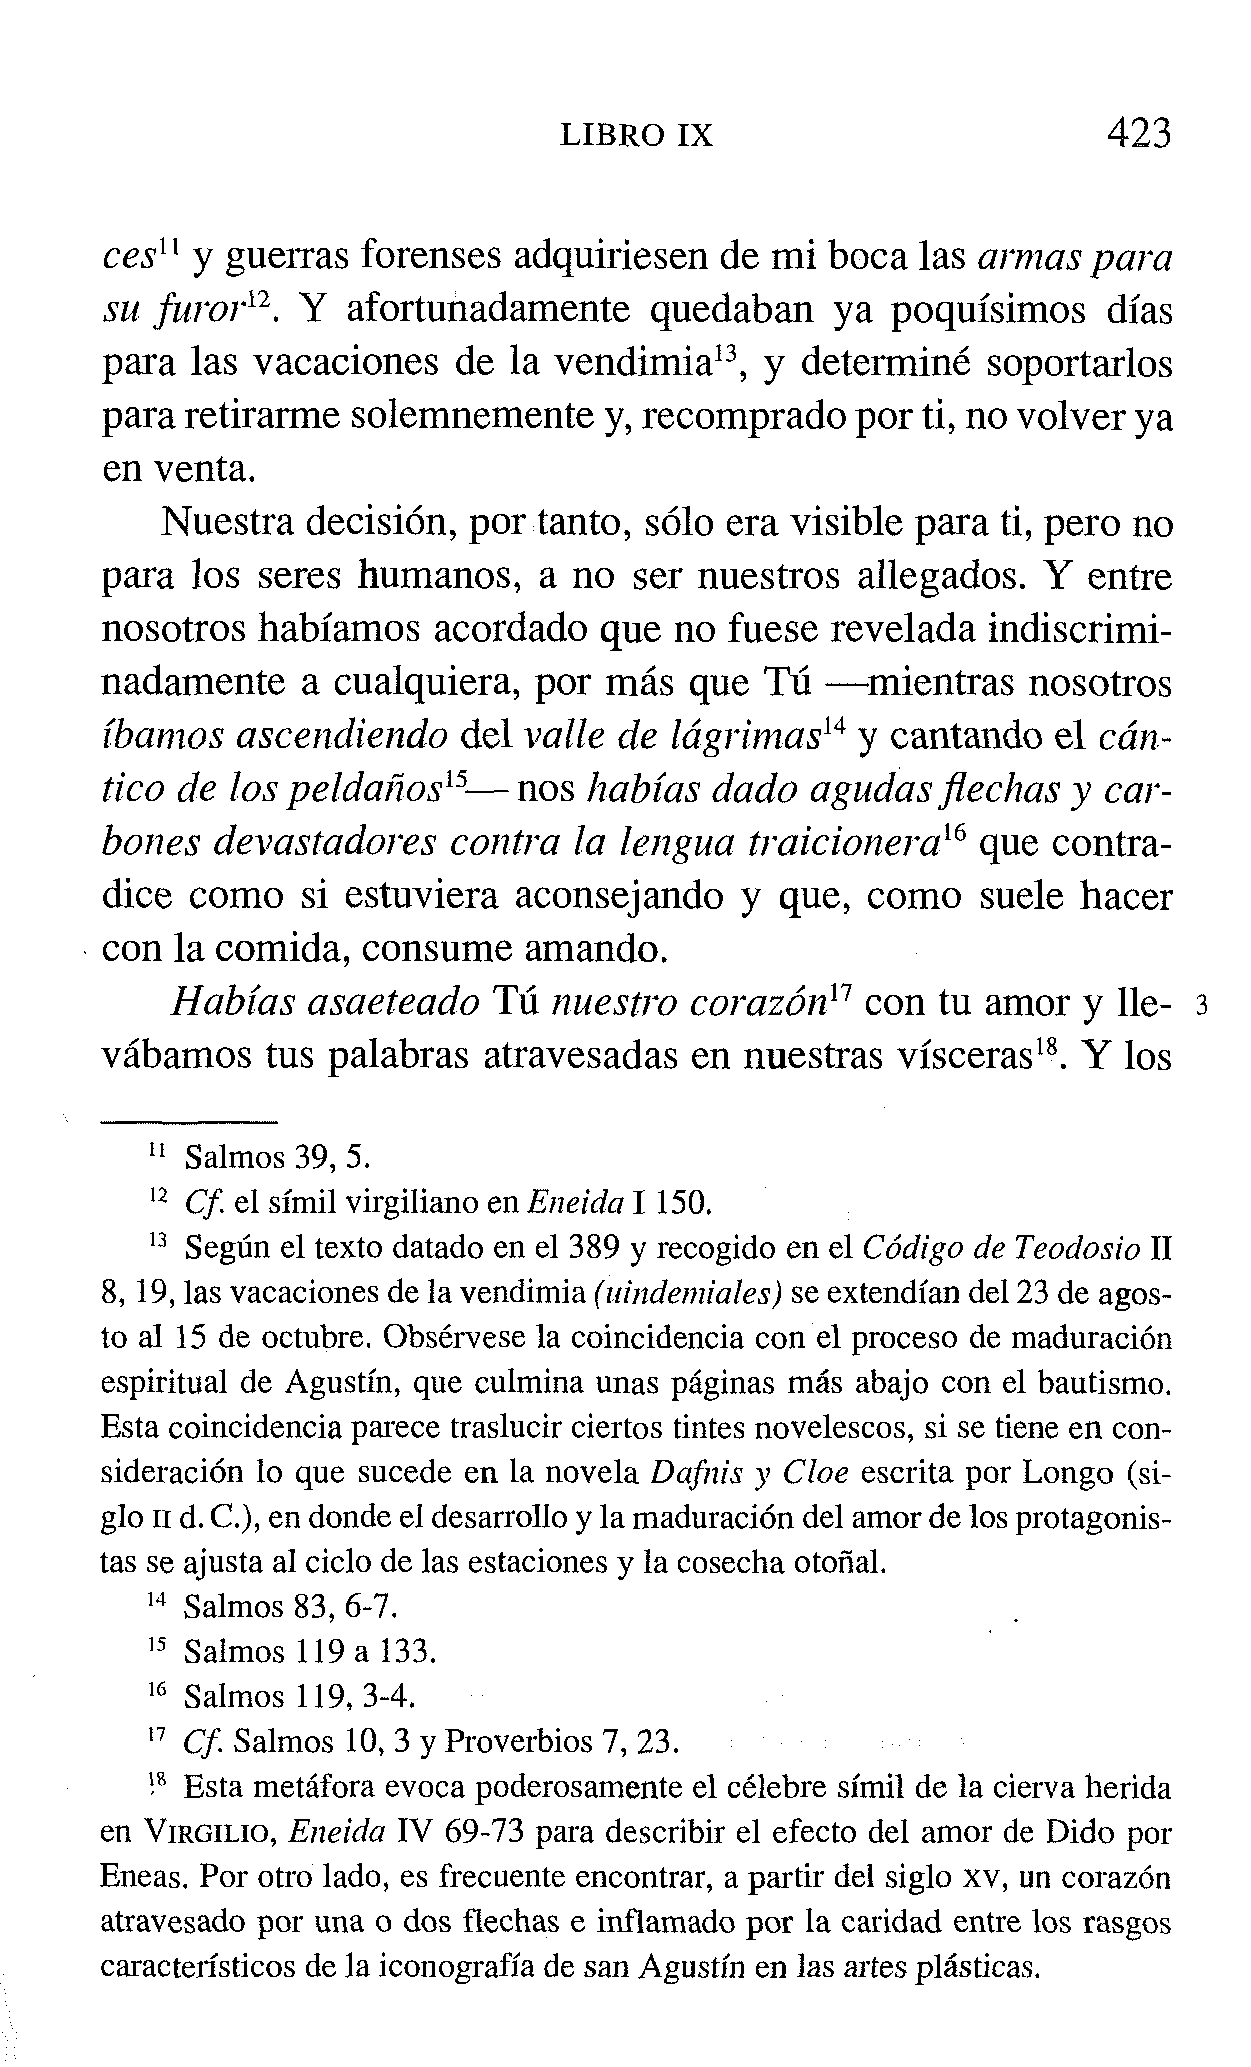 LIBRO IX 423
ces¹¹ y guerras forenses adquiriesen de mi boca las armas para
su furor¹². Y afortunadamente quedaban ya poquísimos días
para las vacaciones de la vendimia¹³, y determiné soportarlos
para retirarme solemnemente y, recomprado por ti, no volver ya
en venta.
Nuestra decisión, por tanto, sólo era visible para ti, pero no
para los seres humanos, a no ser nuestros allegados. Y entre
nosotros habíamos acordado que no fuese revelada indiscrimi-
nadamente a cualquiera, por más que Tú —mientras nosotros
íbamos ascendiendo del valle de lágrimas¹⁴ y cantando el cán-
tico de los peldaños¹⁵— nos habías dado agudas flechas y car-
bones devastadores contra la lengua traicionera¹⁶ que contra-
dice como si estuviera aconsejando y que, como suele hacer
con la comida, consume amando.
Habías asaeteado Tú nuestro corazón¹⁷ con tu amor y lle- 3
vábamos tus palabras atravesadas en nuestras vísceras¹⁸. Y los
¹¹ Salmos 39, 5.
¹² Cf. el símil virgiliano en Eneida I 150.
¹³ Según el texto datado en el 389 y recogido en el Código de Teodosio II
8, 19, las vacaciones de la vendimia (uindemiales) se extendían del 23 de agos-
to al 15 de octubre. Obsérvese la coincidencia con el proceso de maduración
espiritual de Agustín, que culmina unas páginas más abajo con el bautismo.
Esta coincidencia parece traslucir ciertos tintes novelescos, si se tiene en con-
sideración lo que sucede en la novela Dafnis y Cloe escrita por Longo (si-
glo II d. C.), en donde el desarrollo y la maduración del amor de los protagonis-
tas se ajusta al ciclo de las estaciones y la cosecha otoñal.
¹⁴ Salmos 83, 6-7.
¹⁵ Salmos 119 a 133.
¹⁶ Salmos 119, 3-4.
¹⁷ Cf. Salmos 10, 3 y Proverbios 7, 23.
¹⁸ Esta metáfora evoca poderosamente el célebre símil de la cierva herida
en VIRGILIO, Eneida IV 69-73 para describir el efecto del amor de Dido por
Eneas. Por otro lado, es frecuente encontrar, a partir del siglo XV, un corazón
atravesado por una o dos flechas e inflamado por la caridad entre los rasgos
característicos de la iconografía de san Agustín en las artes plásticas.